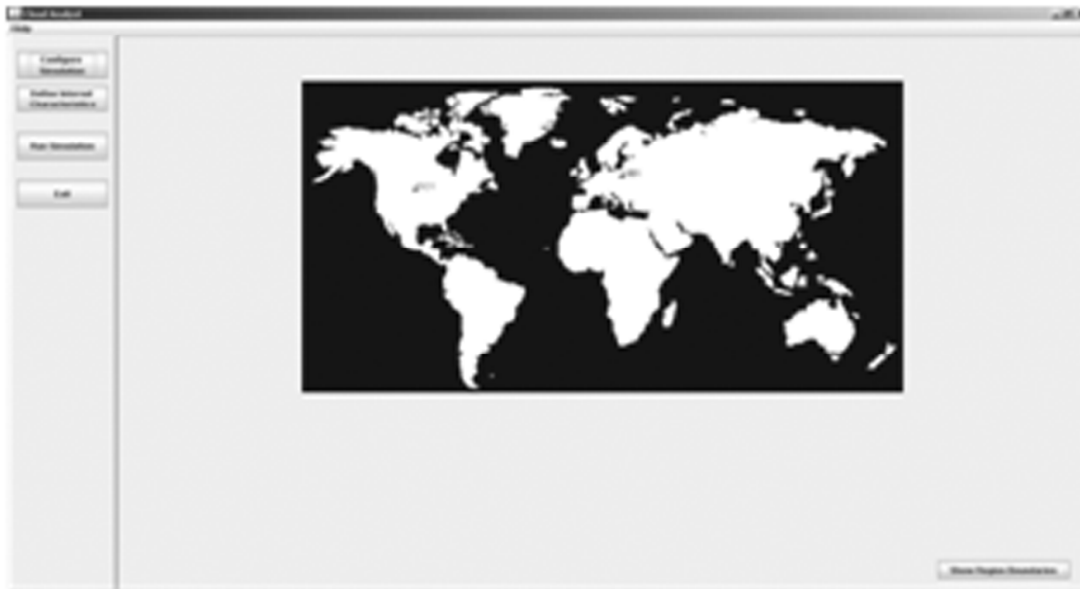 Cloud Analyst
Help
Configure
Simulation
Define Internet
Characteristics
Run Simulation
Exit
Show Region Boundaries